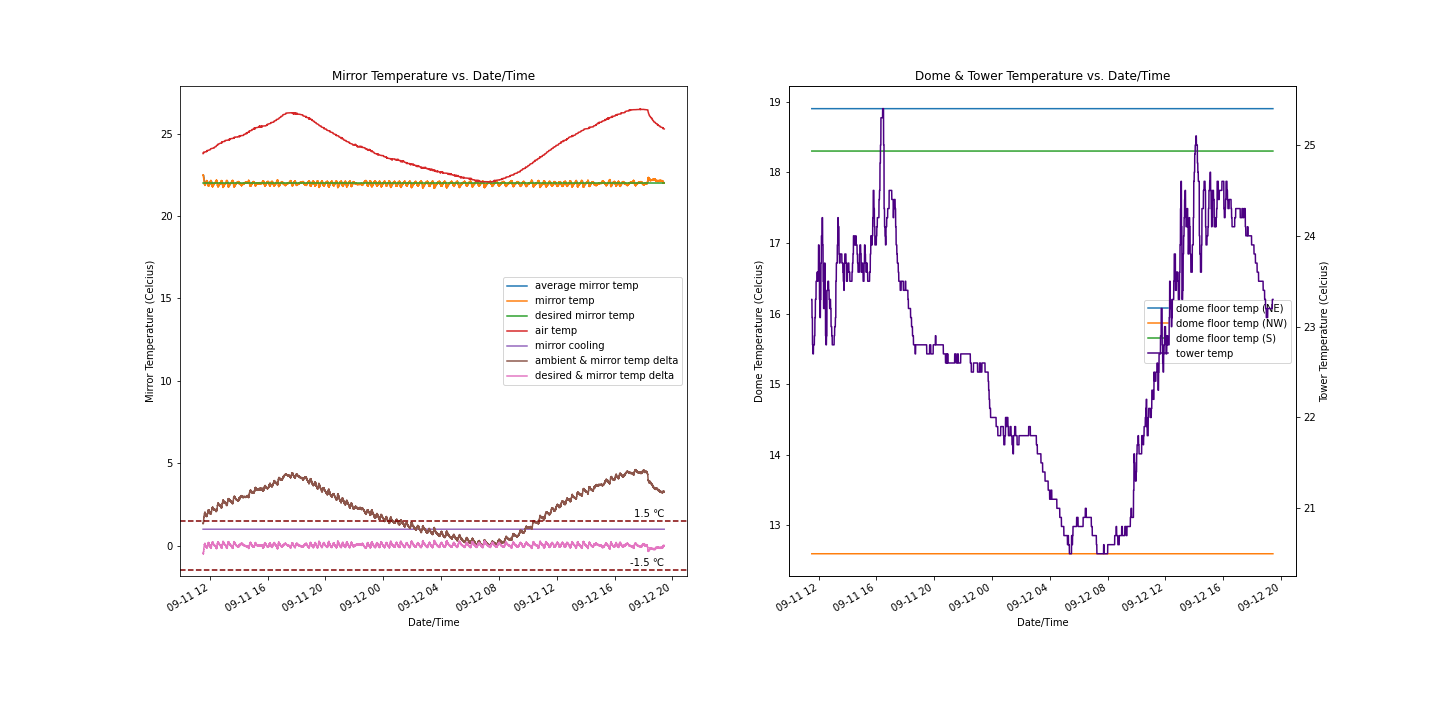 Mirror Temperature vs. Date/Time
Mirror Temperature (Celcius)
25
20
15
10
5
0
average mirror temp
mirror temp
desired mirror temp
air temp
mirror cooling
ambient & mirror temp delta
desired & mirror temp delta
1.5 °C
-1.5 °C
09-11 12
09-11 16
09-11 20
09-12 00
09-12 04
09-12 08
09-12 12
09-12 16
09-12 20
Date/Time
Dome & Tower Temperature vs. Date/Time
Dome Temperature (Celcius)
19
18
17
16
15
14
13
dome floor temp (NE)
dome floor temp (NW)
dome floor temp (S)
tower temp
25
24
23
22
21
Tower Temperature (Celcius)
09-11 12
09-11 16
09-11 20
09-12 00
09-12 04
09-12 08
09-12 12
09-12 16
09-12 20
Date/Time